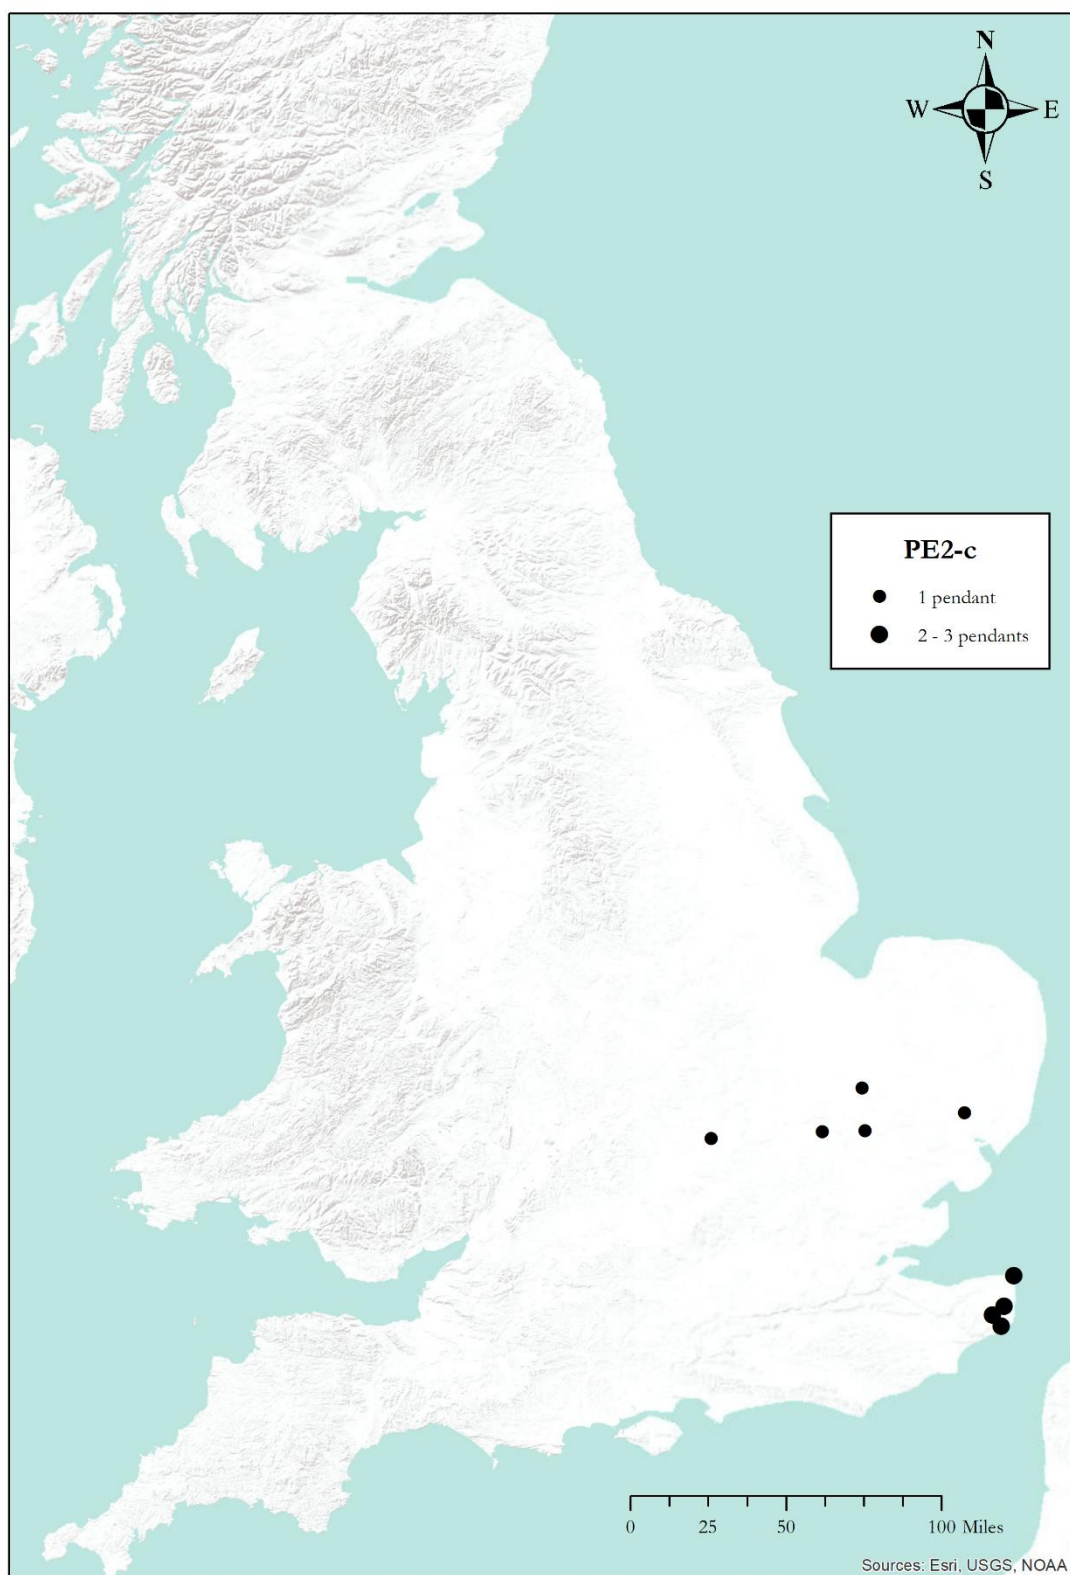 N
W E
S
PE2-c
1 pendant
2 - 3 pendants
0 25 50 100 Miles
Sources: Esri, USGS, NOAA